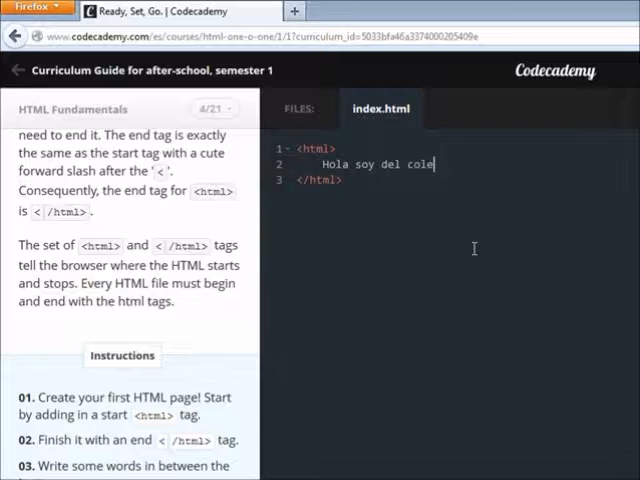 Firefox
Ready, Set, Go. | Codecademy
www.codecademy.com/es/courses/html-one-o-one/1/1?curriculum_id=5033bfa46a3374000205409e
Curriculum Guide for after-school, semester 1
Codecademy
HTML Fundamentals
4/21
FILES:
index.html
need to end it. The end tag is exactly
the same as the start tag with a cute
forward slash after the '<'.
Consequently, the end tag for <html>
is < /html>.
The set of <html> and < /html> tags
tell the browser where the HTML starts
and stops. Every HTML file must begin
and end with the html tags.
Instructions
01. Create your first HTML page! Start
by adding in a start <html> tag.
02. Finish it with an end < /html> tag.
03. Write some words in between the
1 <html>
2 Hola soy del cole
3 </html>